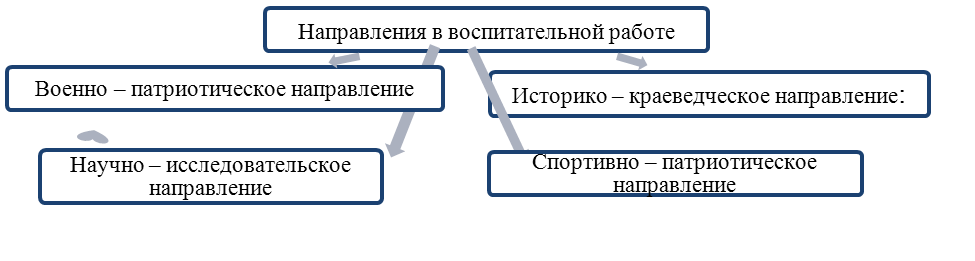 Направления в воспитательной работе
Военно – патриотическое направление
Историко – краеведческое направление:
Научно – исследовательское
направление
Спортивно – патриотическое
направление